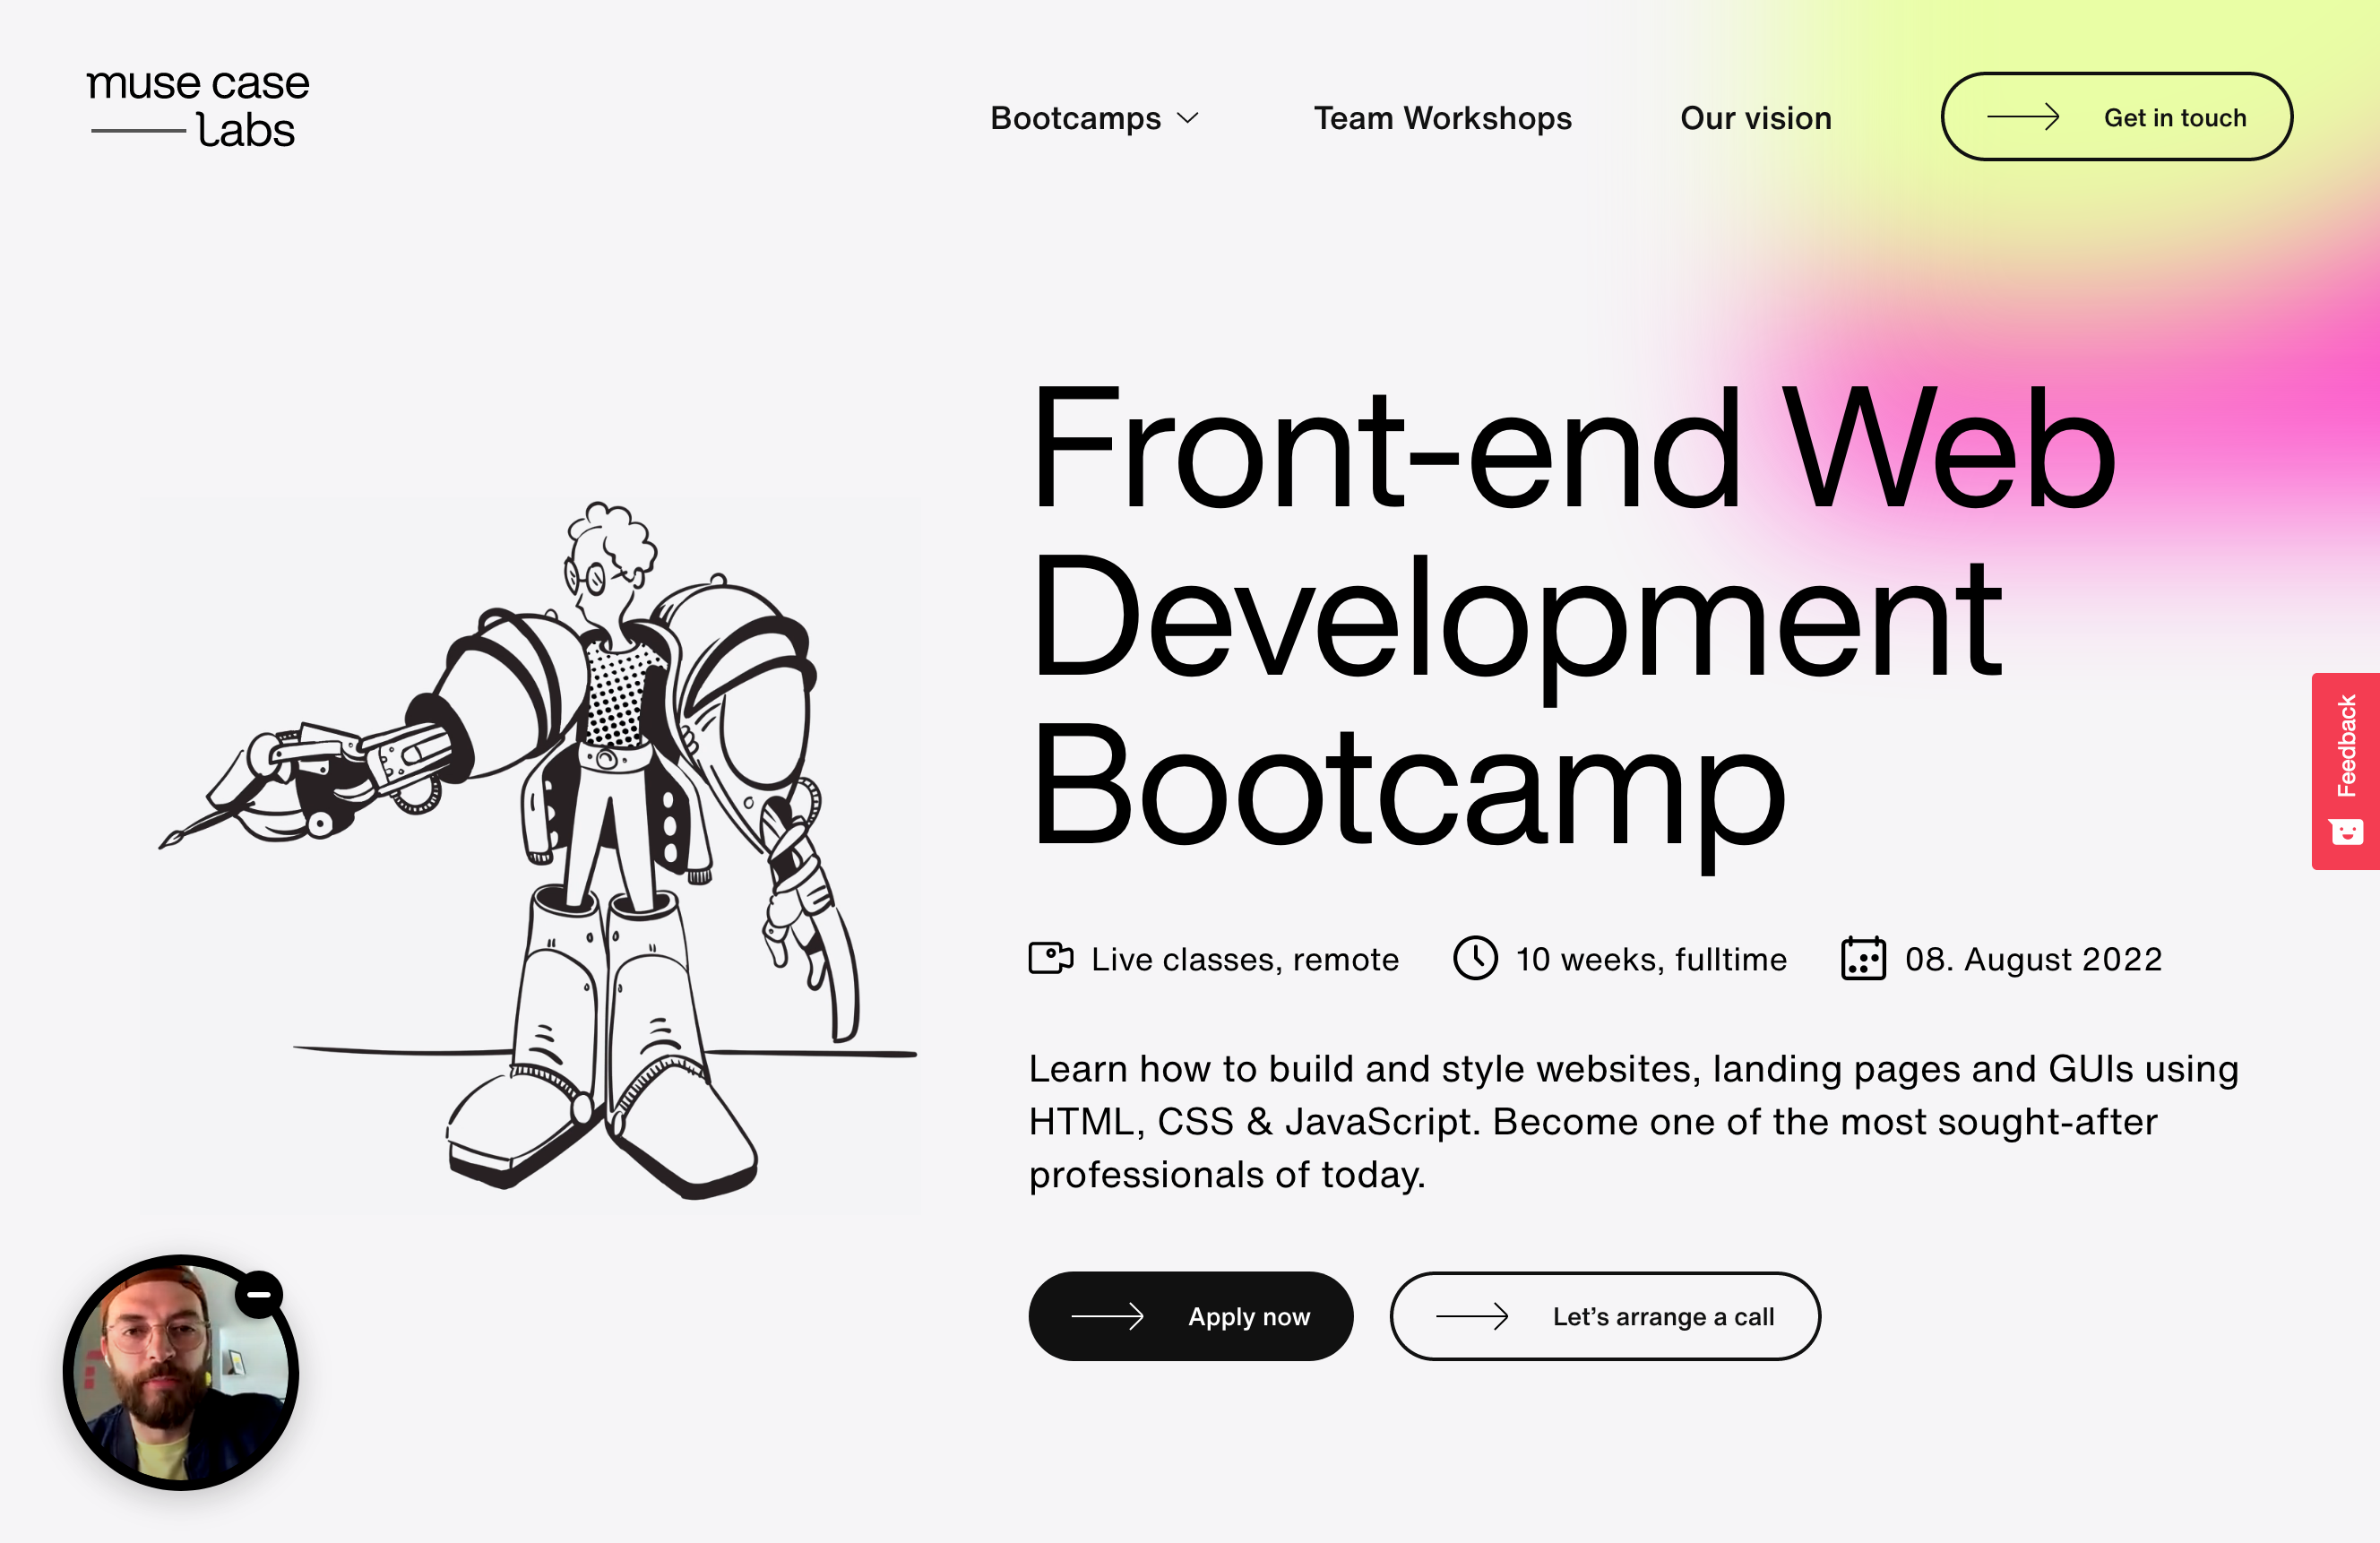 muse case
Labs
Bootcamps
Team Workshops
Our vision
Get in touch
Front-end Web
Development
Bootcamp
Feedback
Live classes, remote
10 weeks, fulltime
08. August 2022
Learn how to build and style websites, landing pages and GUIs using
HTML, CSS & JavaScript. Become one of the most sought-after
professionals of today.
Apply now
Let’s arrange a call